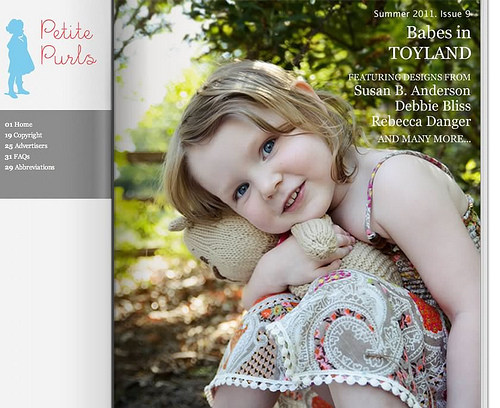 Petite
Purls
01 Home
19 Copyright
25 Advertisers
31 FAQs
29 Abbreviations
Summer 2011. Issue 9
Babes in
TOYLAND
FEATURING DESIGNS FROM
Susan B. Anderson
Debbie Bliss
Rebecca Danger
AND MANY MORE...